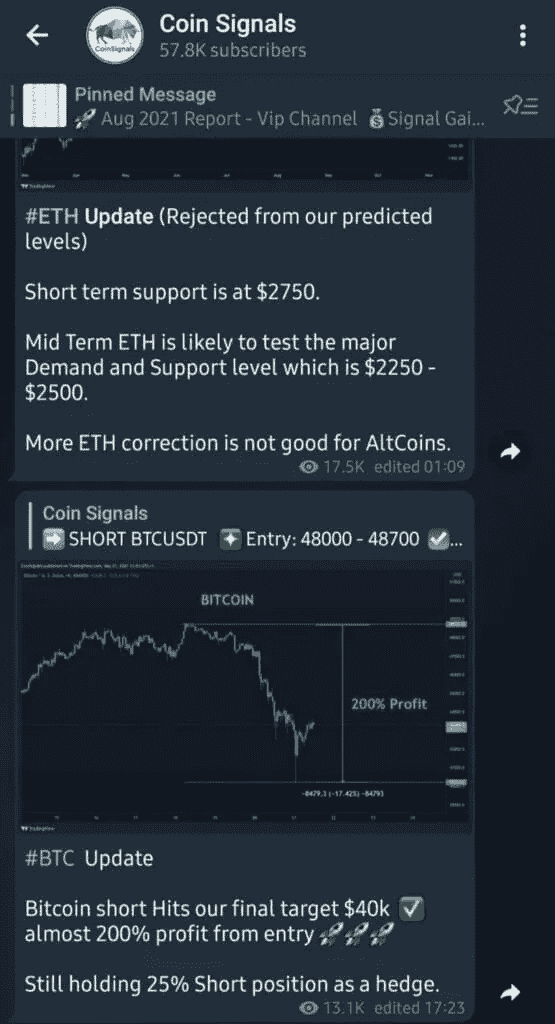 Coin Signals
57.8K subscribers
CoinSignals
Pinned Message
🚀 Aug 2021 Report - Vip Channel 💰Signal Gai...
TradingView
#ETH Update (Rejected from our predicted
levels)
Short term support is at $2750.
Mid Term ETH is likely to test the major
Demand and Support level which is $2250 -
$2500.
More ETH correction is not good for AltCoins.
17.5K edited 01:09
Coin Signals
➡️ SHORT BTCUSDT ✨ Entry: 48000 - 48700 ✅...
BITCOIN
200% Profit
-8479.3 (-17.42%) -84793
TradingView
#BTC Update
Bitcoin short Hits our final target $40k ✅
almost 200% profit from entry 🚀🚀🚀
Still holding 25% Short position as a hedge.
13.1K edited 17:23